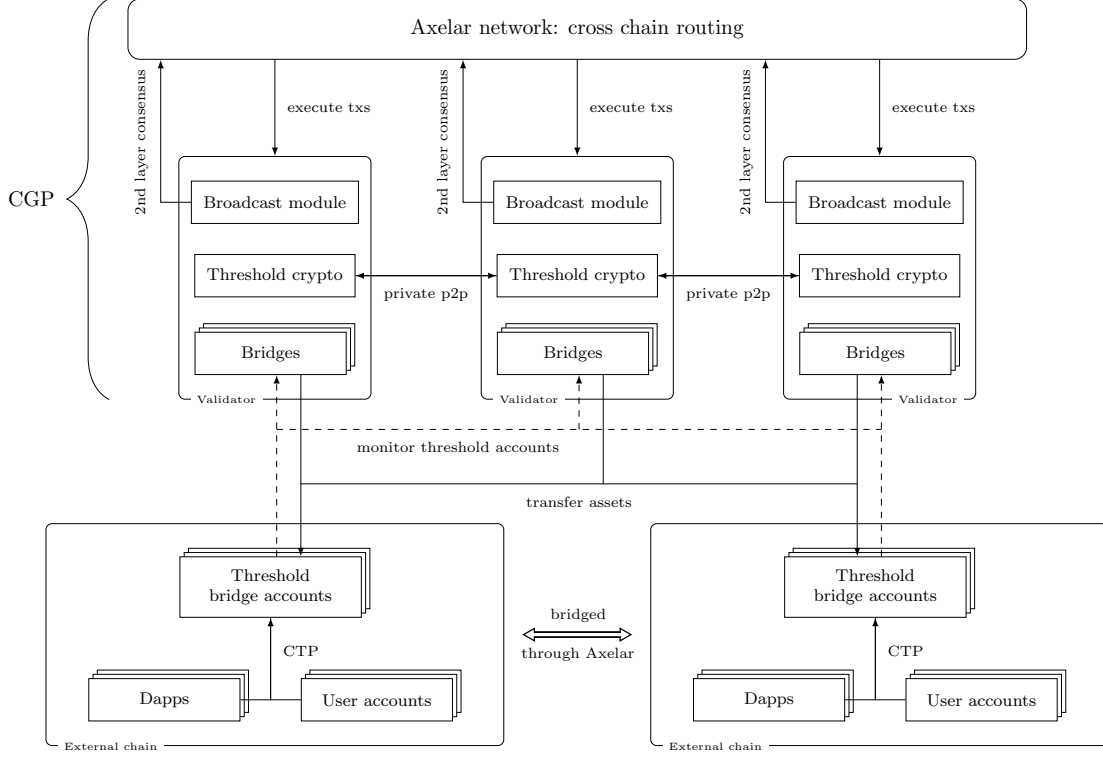 Axelar network: cross chain routing
CGP
2nd layer consensus
execute txs
2nd layer consensus
execute txs
2nd layer consensus
execute txs
Broadcast module
Broadcast module
Broadcast module
Threshold crypto
Threshold crypto
Threshold crypto
private p2p
private p2p
Bridges
Bridges
Bridges
Validator
Validator
Validator
monitor threshold accounts
transfer assets
Threshold
bridge accounts
Threshold
bridge accounts
bridged
through Axelar
CTP
CTP
Dapps
User accounts
Dapps
User accounts
External chain
External chain